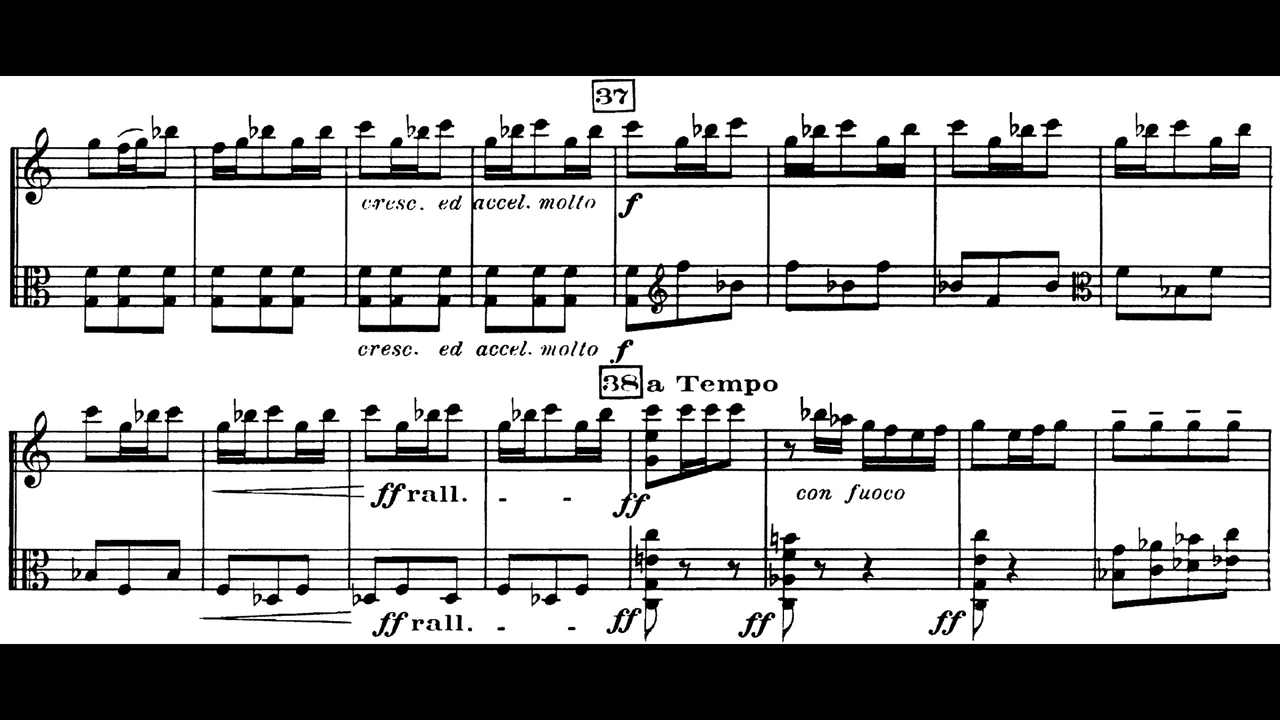 37
cresc. ed accel. molto f
cresc. ed accel. molto f
38 a Tempo
ff rall. - - ff
con fuoco
ff rall. - - ff ff ff